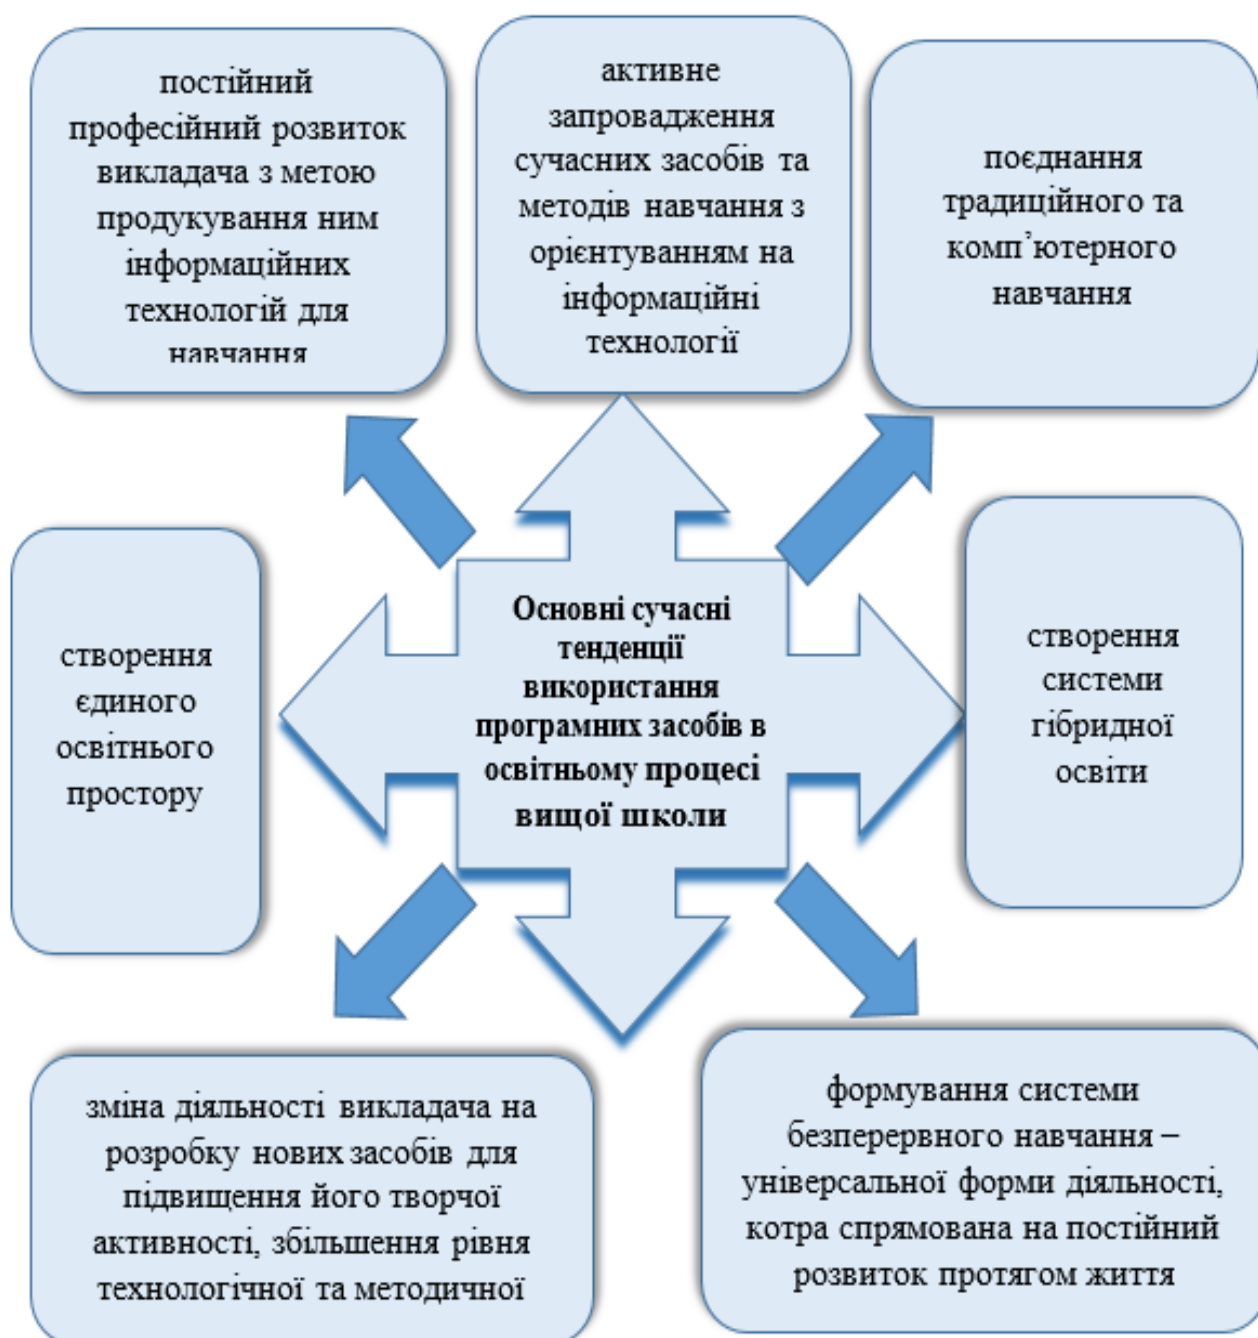 постійний
професійний розвиток
викладача з метою
продукування ним
інформаційних
технологій для
навчання
активне
запровадження
сучасних засобів та
методів навчання з
орієнтуванням на
інформаційні
технології
поєднання
традиційного та
комп’ютерного
навчання
створення
єдиного
освітнього
простору
Основні сучасні
тенденції
використання
програмних засобів в
освітньому процесі
вищої школи
створення
системи
гібридної
освіти
зміна діяльності викладача на
розробку нових засобів для
підвищення його творчої
активності, збільшення рівня
технологічної та методичної
формування системи
безперервного навчання –
універсальної форми діяльності,
котра спрямована на постійний
розвиток протягом життя